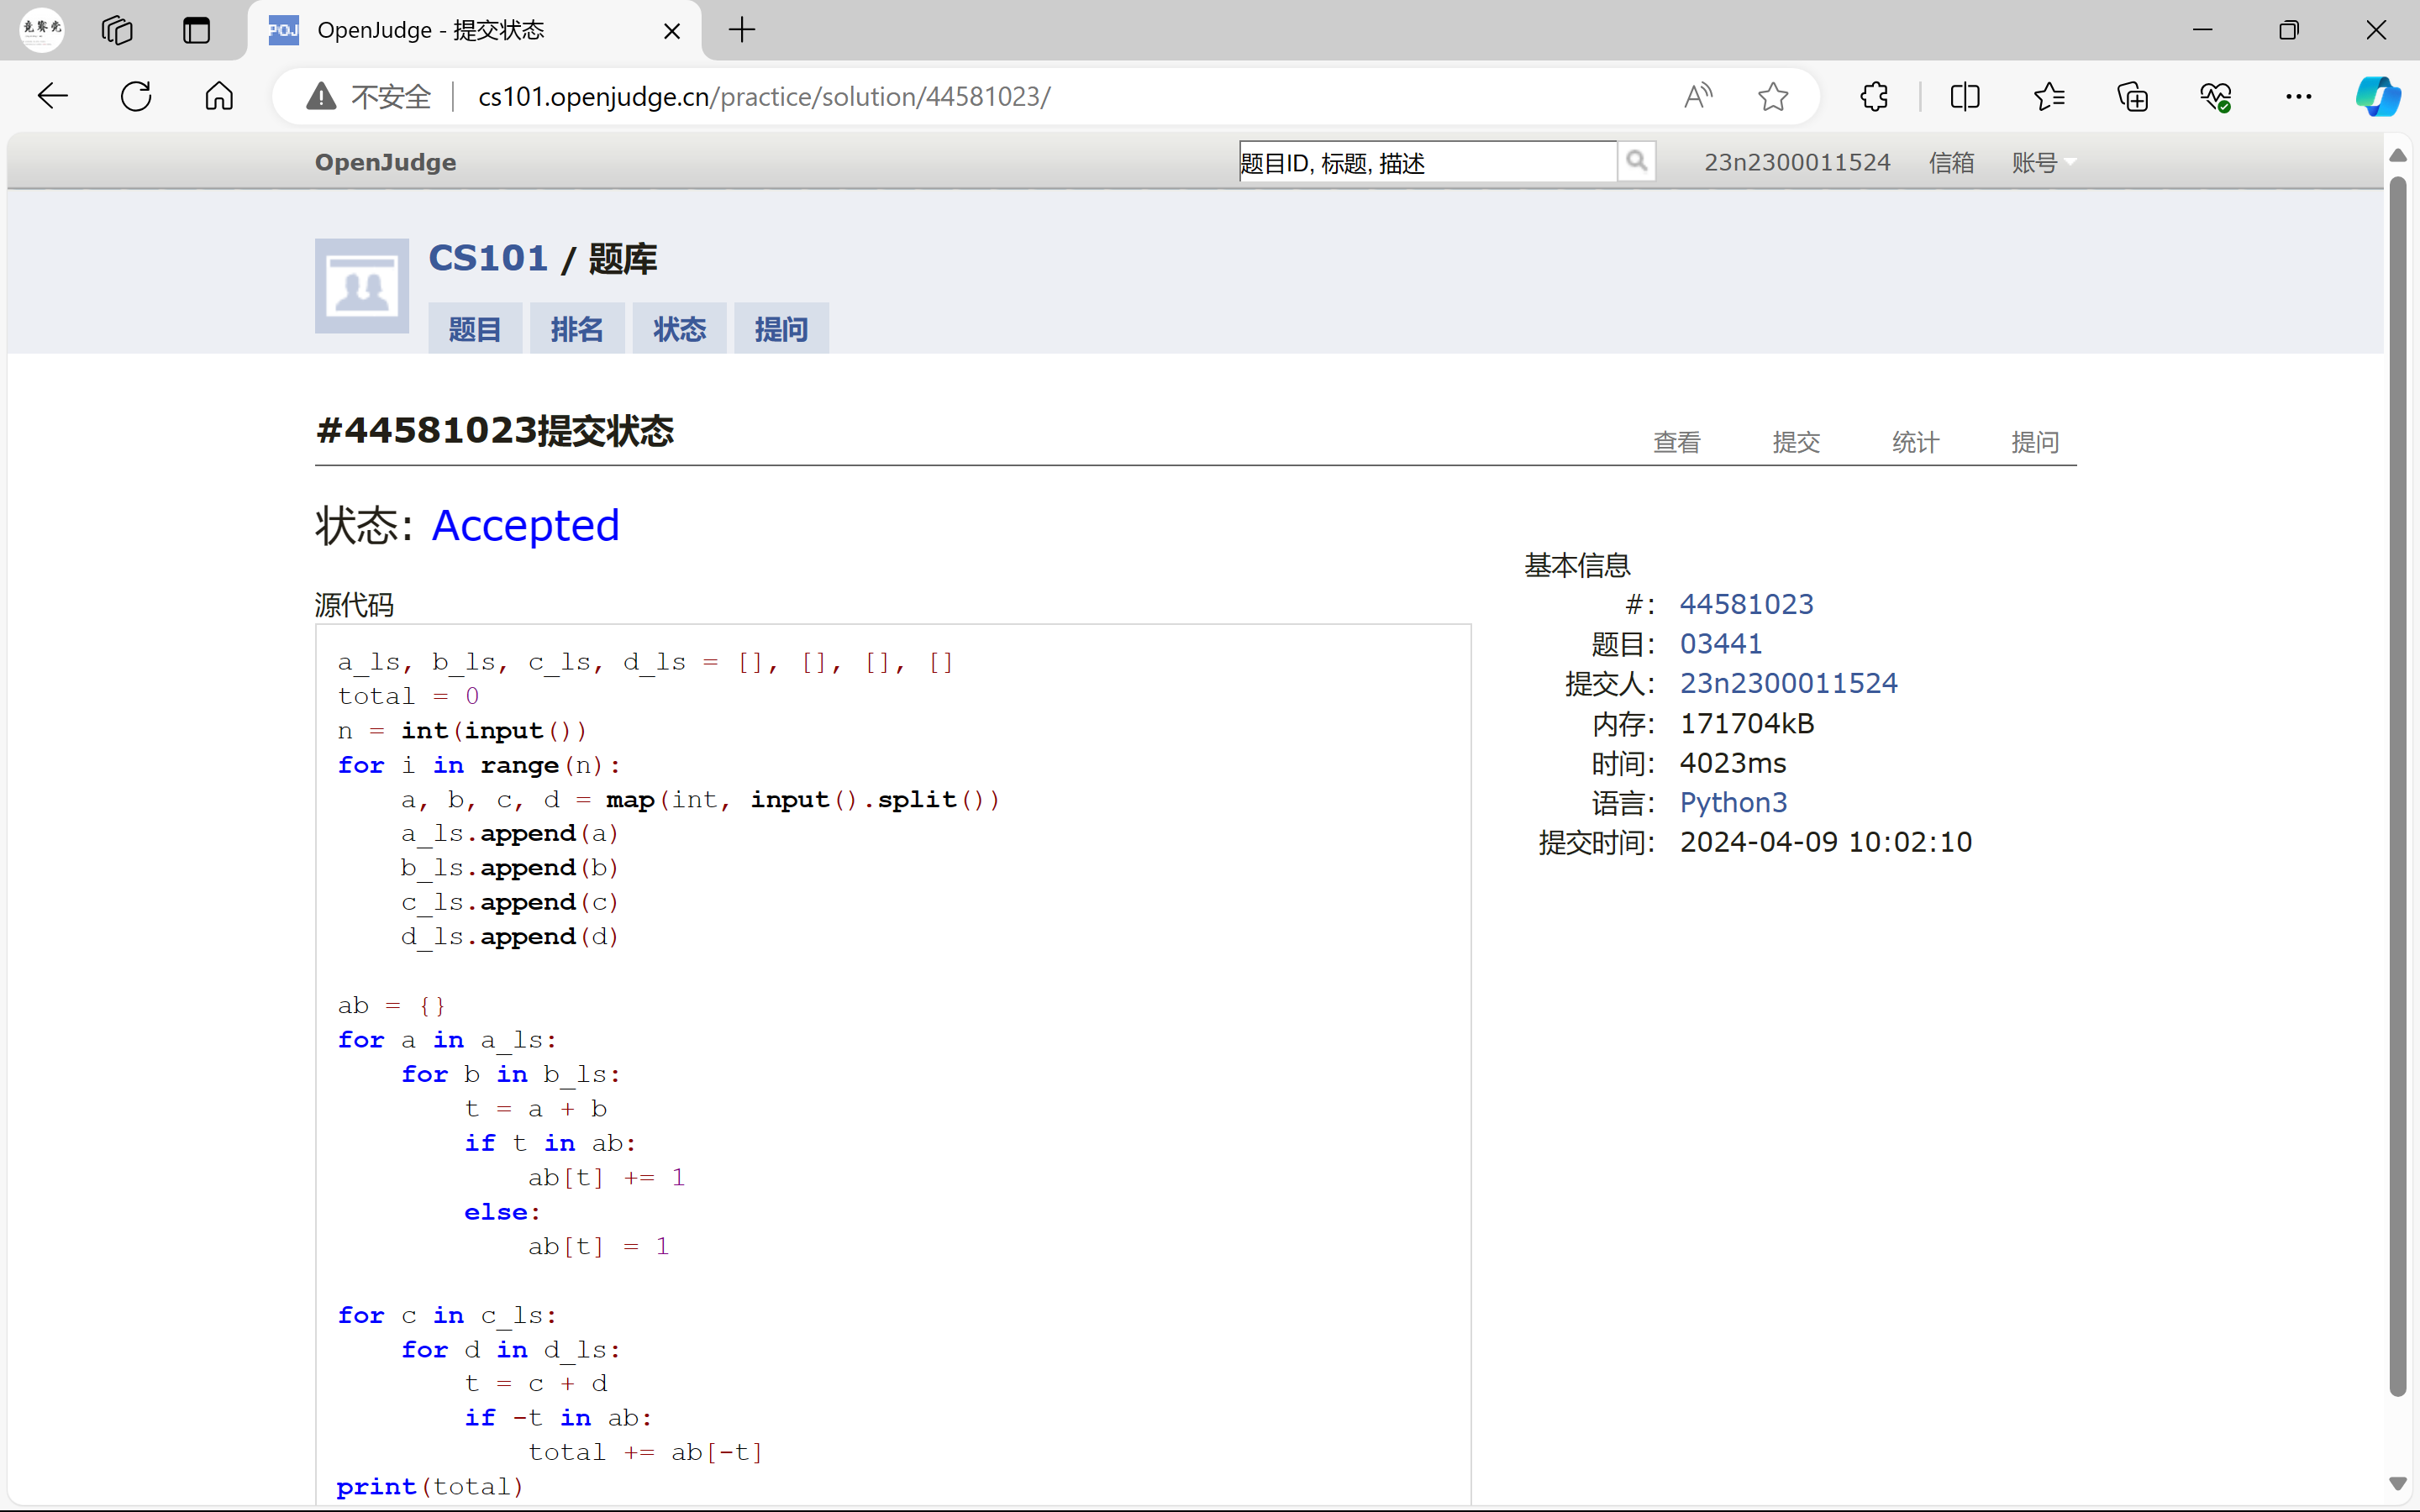 竞赛党
POJ OpenJudge - 提交状态
不安全 cs101.openjudge.cn/practice/solution/44581023/
OpenJudge 题目ID, 标题, 描述 23n2300011524 信箱 账号
CS101 / 题库
题目 排名 状态 提问
#44581023提交状态 查看 提交 统计 提问
状态: Accepted
源代码
a_ls, b_ls, c_ls, d_ls = [], [], [], []
total = 0
n = int(input())
for i in range(n):
    a, b, c, d = map(int, input().split())
    a_ls.append(a)
    b_ls.append(b)
    c_ls.append(c)
    d_ls.append(d)

ab = {}
for a in a_ls:
    for b in b_ls:
        t = a + b
        if t in ab:
            ab[t] += 1
        else:
            ab[t] = 1

for c in c_ls:
    for d in d_ls:
        t = c + d
        if -t in ab:
            total += ab[-t]
print(total)
基本信息
#: 44581023
题目: 03441
提交人: 23n2300011524
内存: 171704kB
时间: 4023ms
语言: Python3
提交时间: 2024-04-09 10:02:10